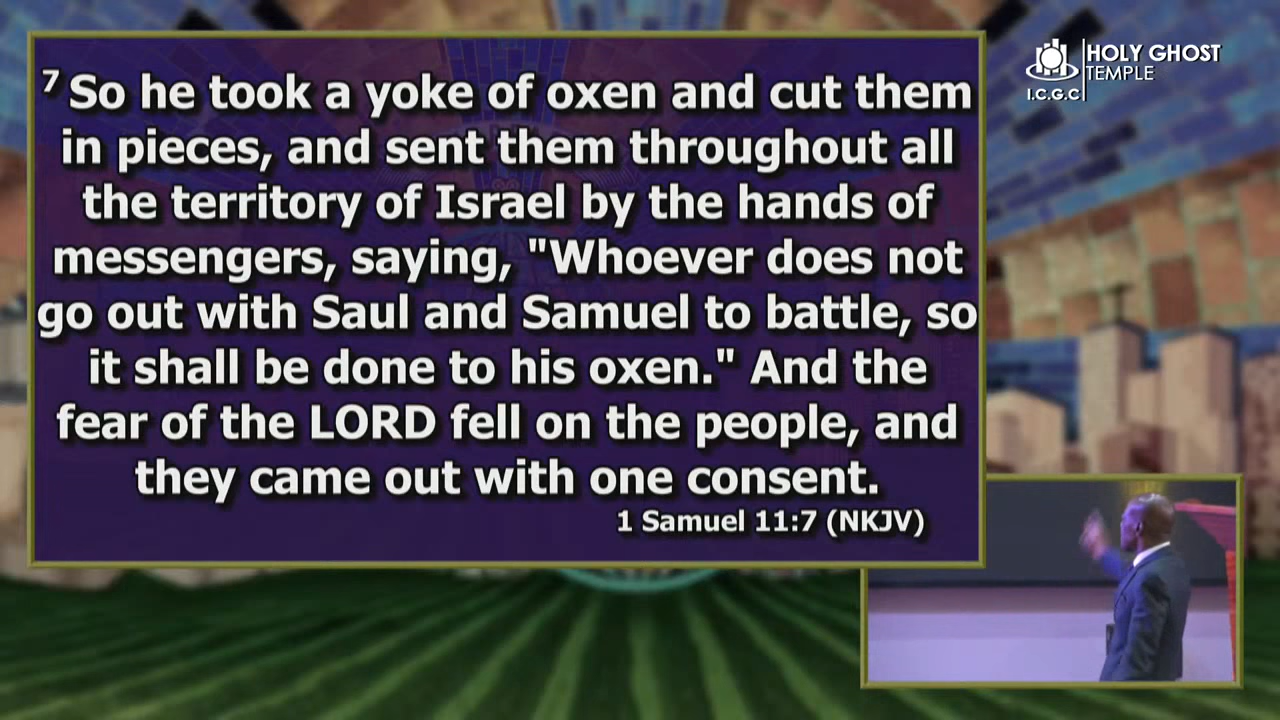 7 So he took a yoke of oxen and cut them
in pieces, and sent them throughout all
the territory of Israel by the hands of
messengers, saying, "Whoever does not
go out with Saul and Samuel to battle, so
it shall be done to his oxen." And the
fear of the LORD fell on the people, and
they came out with one consent.
1 Samuel 11:7 (NKJV)
HOLY GHOST
TEMPLE
I.C.G.C